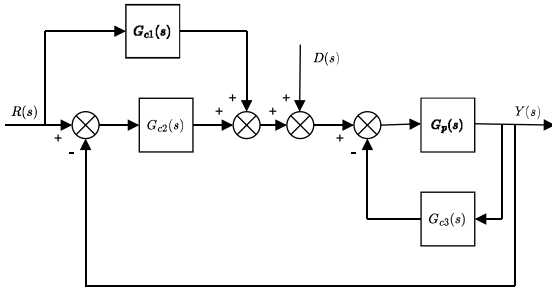 G_{c1}(s)
D(s)
R(s)
+
-
G_{c2}(s)
+
+
+
+
+
-
G_p(s)
Y(s)
G_{c3}(s)